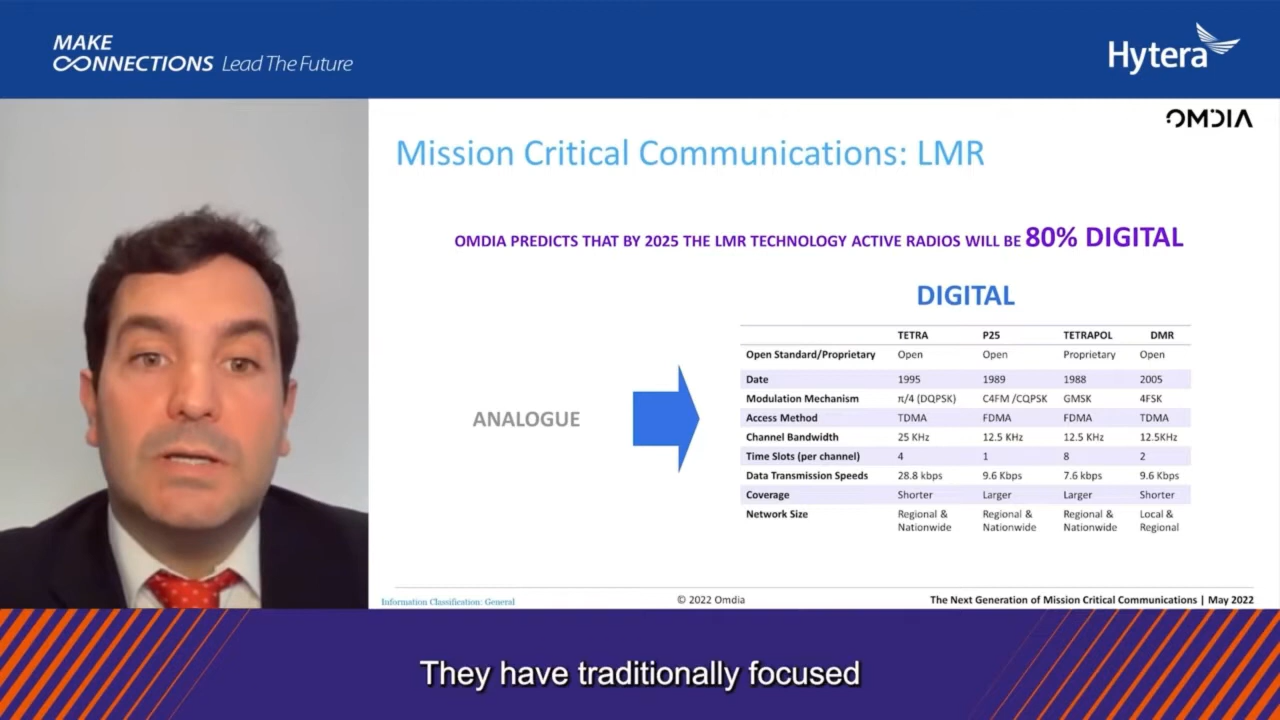 MAKE
CONNECTIONS Lead The Future
Hytera
OMDIA
Mission Critical Communications: LMR
OMDIA PREDICTS THAT BY 2025 THE LMR TECHNOLOGY ACTIVE RADIOS WILL BE 80% DIGITAL
DIGITAL
ANALOGUE
TETRA P25 TETRAPOL DMR
Open Standard/Proprietary Open Open Proprietary Open
Date 1995 1989 1988 2005
Modulation Mechanism π/4 (DQPSK) C4FM /CQPSK GMSK 4FSK
Access Method TDMA FDMA FDMA TDMA
Channel Bandwidth 25 KHz 12.5 KHz 12.5 KHz 12.5KHz
Time Slots (per channel) 4 1 8 2
Data Transmission Speeds 28.8 kbps 9.6 Kbps 7.6 kbps 9.6 Kbps
Coverage Shorter Larger Larger Shorter
Network Size Regional & Regional & Regional & Local &
Nationwide Nationwide Nationwide Regional
Information Classification: General
© 2022 Omdia
The Next Generation of Mission Critical Communications | May 2022
They have traditionally focused